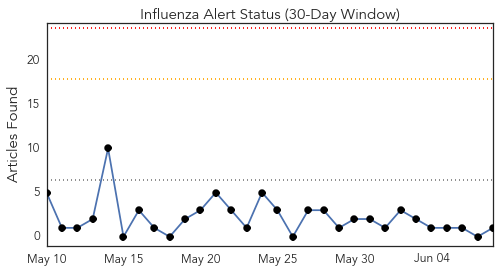 Influenza Alert Status (30-Day Window)
Articles Found
20
15
10
5
0
May 10
May 15
May 20
May 25
May 30
Jun 04